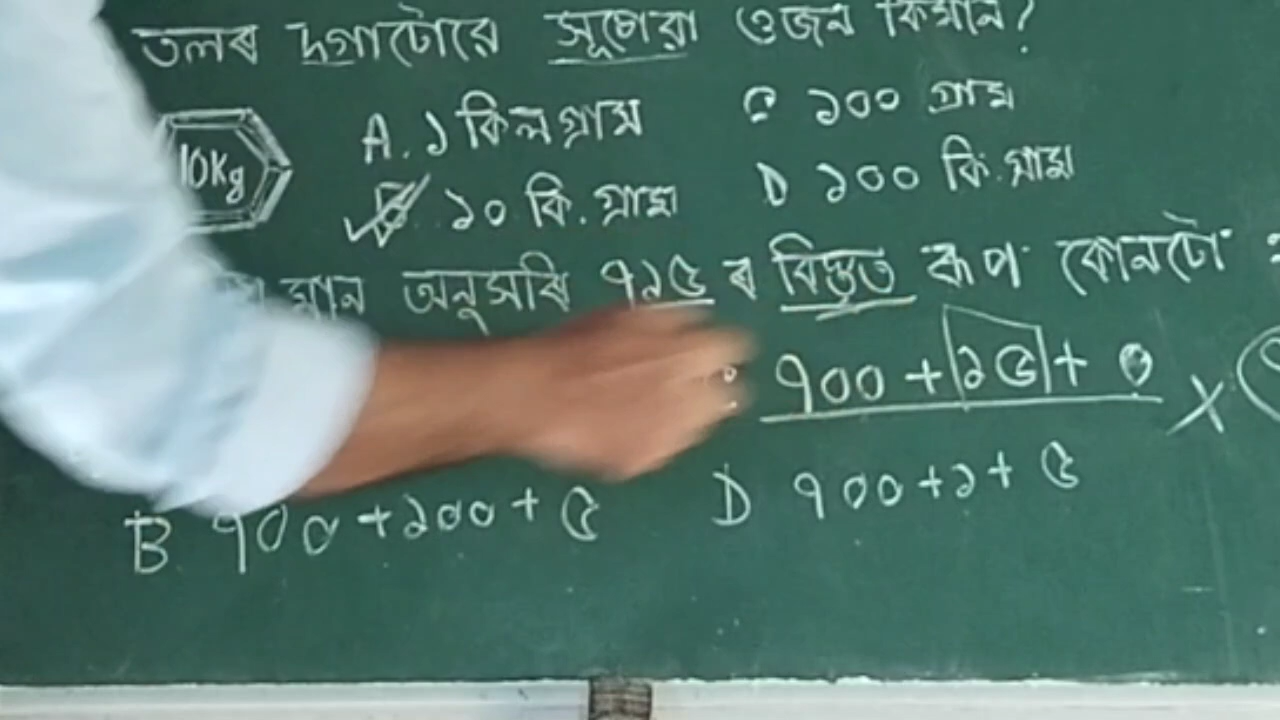 তলৰ দগাটোৱে সূচোৱা ওজন কিমান?
10Kg
A. ১ কিলগ্ৰাম
C ১০০ গ্ৰাম
B. ১০ কি. গ্ৰাম
D ১০০ কি. গ্ৰাম
মান অনুসৰি ৭১৫ ৰ বিস্তৃত ৰূপ কোনটো
৭০০ + ১৫ + ০ ×
B ৭০০ + ১০০ + ৫
D ৭০০ + ১ + ৫